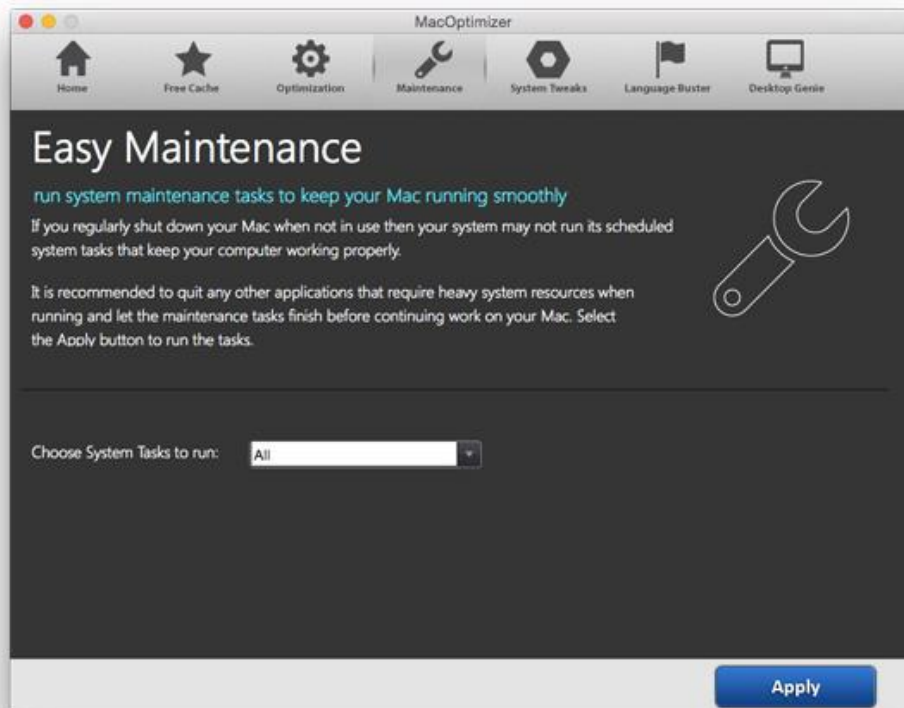 MacOptimizer
Home
Free Cache
Optimization
Maintenance
System Tweaks
Language Buster
Desktop Genie
Easy Maintenance
run system maintenance tasks to keep your Mac running smoothly
If you regularly shut down your Mac when not in use then your system may not run its scheduled
system tasks that keep your computer working properly.
It is recommended to quit any other applications that require heavy system resources when
running and let the maintenance tasks finish before continuing work on your Mac. Select
the Apply button to run the tasks.
Choose System Tasks to run:
All
Apply